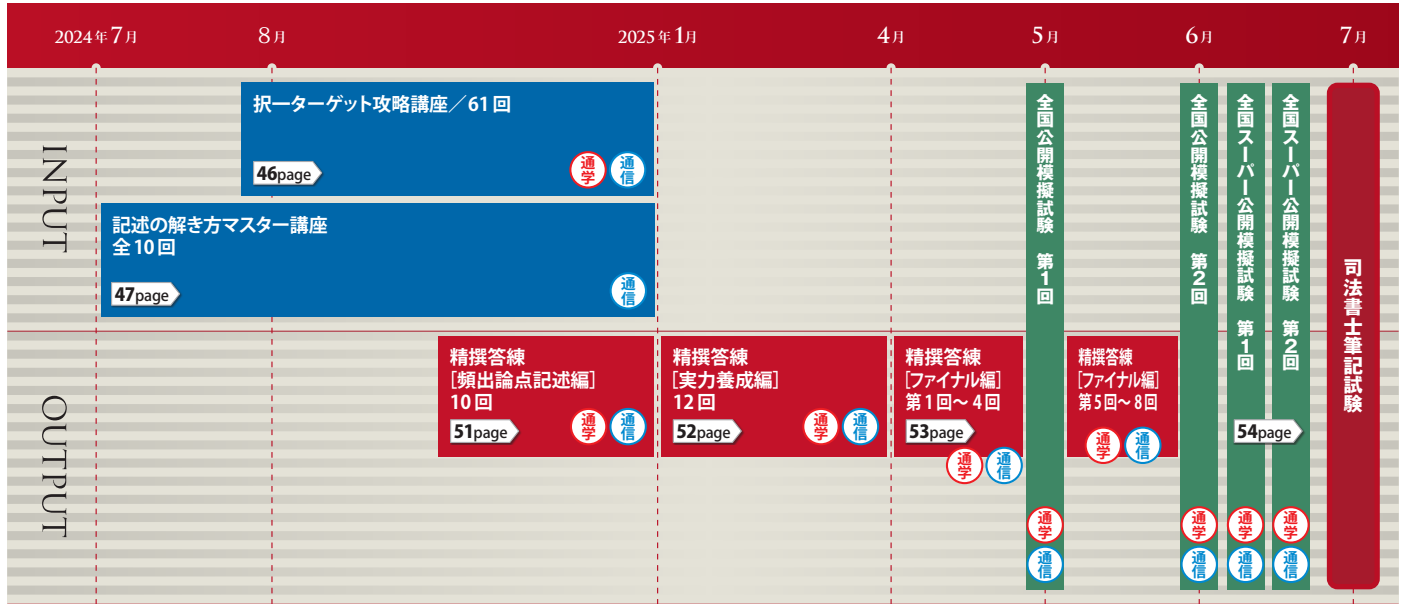 2024年7月
8月
2025年1月
4月
5月
6月
7月
INPUT
択一ターゲット攻略講座／61回
46page
通学
通信
記述の解き方マスター講座
全10回
47page
通信
OUTPUT
精撰答練
[頻出論点記述編]
10回
51page
通学
通信
精撰答練
[実力養成編]
12回
52page
通学
通信
精撰答練
[ファイナル編]
第1回～4回
53page
通学
通信
全国公開模擬試験 第1回
通学
通信
精撰答練
[ファイナル編]
第5回～8回
通学
通信
全国公開模擬試験 第2回
通学
通信
全国スーパー公開模擬試験 第1回
通学
通信
全国スーパー公開模擬試験 第2回
54page
通学
通信
司法書士筆記試験